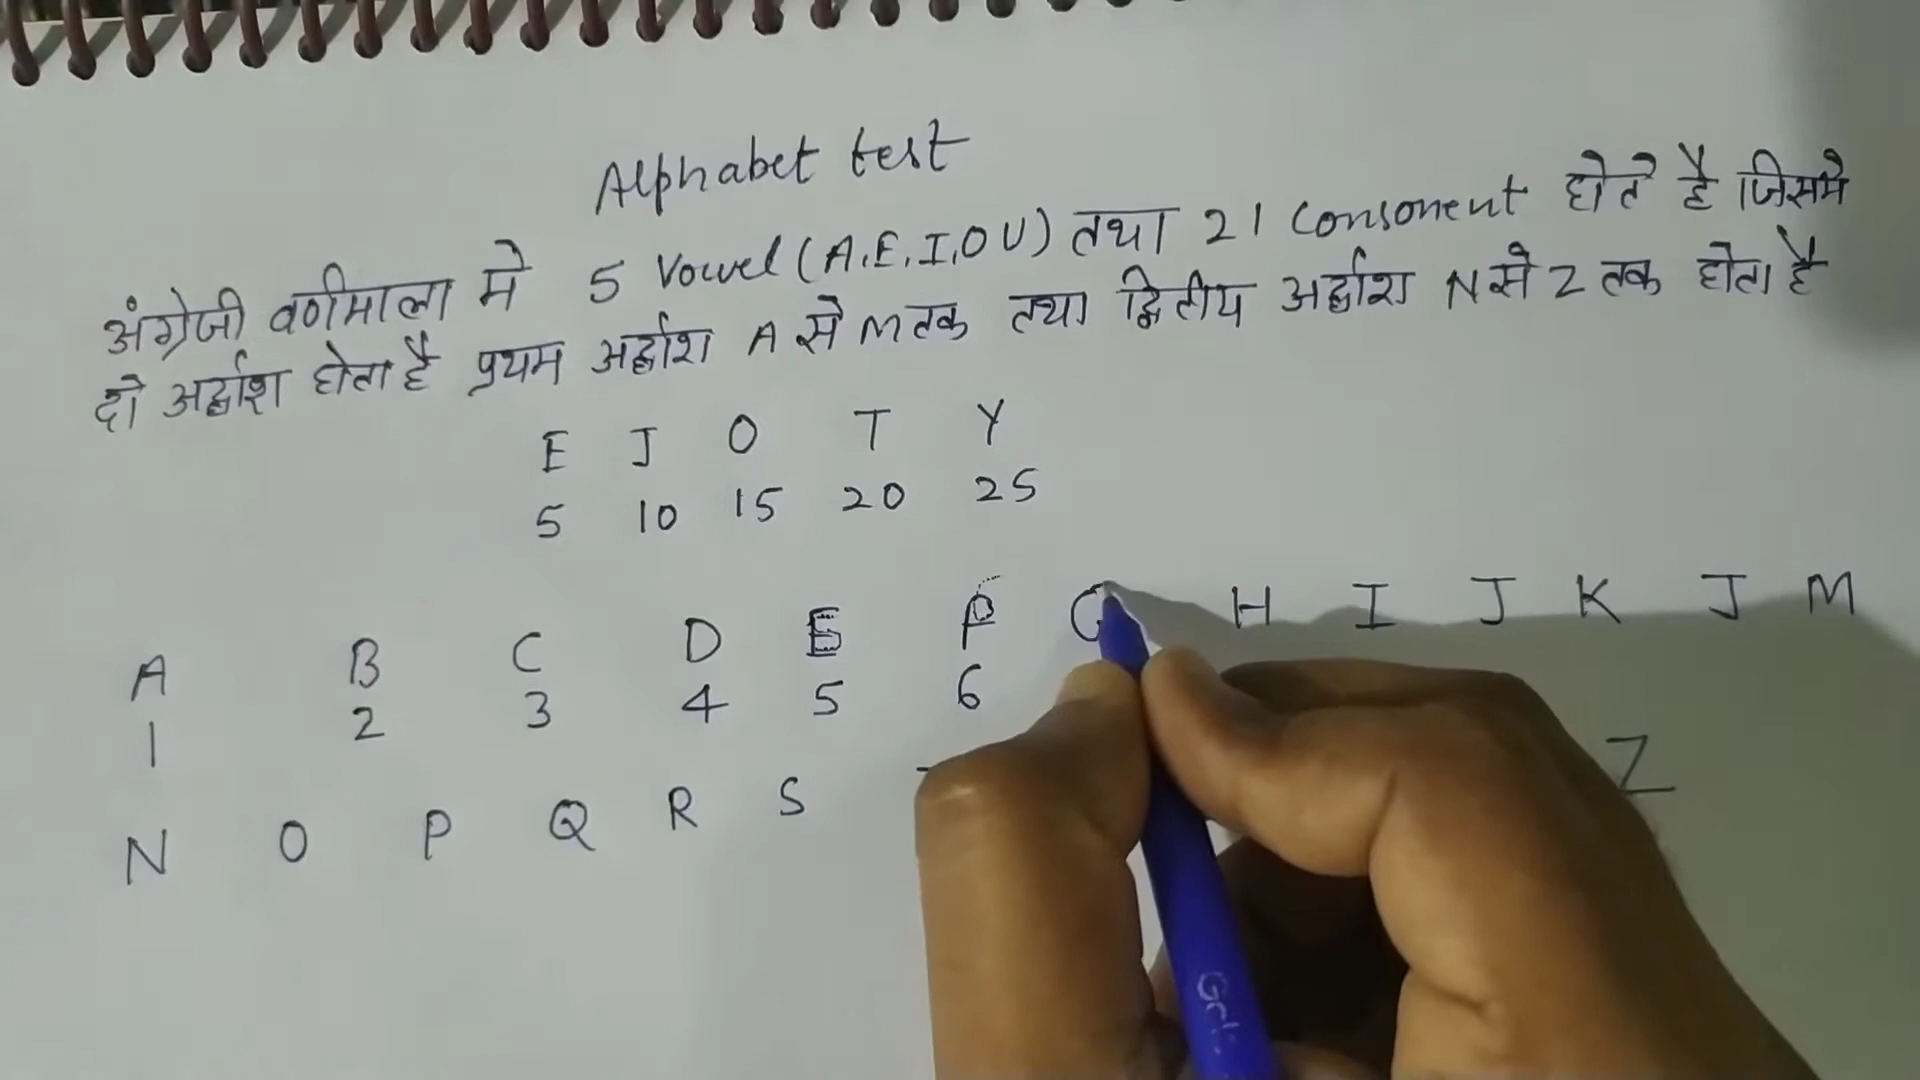 Alphabet test
अंग्रेजी वर्णमाला मे 5 Vowel (A,E,I,O U) तथा 21 Consonent होते है जिसमे
दो अर्द्धाश होता है प्रथम अर्द्धाश A से M तक तथा द्वितीय अर्द्धाश N से Z तक होता है
E J O T Y
5 10 15 20 25
A B C D E F G H I J K J M
1 2 3 4 5 6
N O P Q R S Z